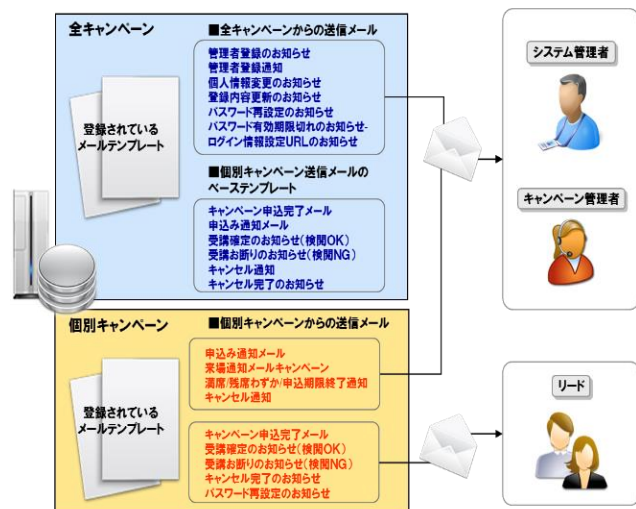 全キャンペーン
■全キャンペーンからの送信メール
管理者登録のお知らせ
管理者登録通知
個人情報変更のお知らせ
登録内容更新のお知らせ
パスワード再設定のお知らせ
パスワード有効期限切れのお知らせ-
ログイン情報設定URLのお知らせ
登録されている
メールテンプレート
■個別キャンペーン送信メールの
ベーステンプレート
キャンペーン申込完了メール
申込み通知メール
受講確定のお知らせ(検閲OK)
受講お断りのお知らせ(検閲NG)
キャンセル通知
キャンセル完了のお知らせ
個別キャンペーン
■個別キャンペーンからの送信メール
申込み通知メール
来場通知メールキャンペーン
満席/残席わずか/申込期限終了通知
キャンセル通知
登録されている
メールテンプレート
キャンペーン申込完了メール
受講確定のお知らせ(検閲OK)
受講お断りのお知らせ(検閲NG)
キャンセル完了のお知らせ
パスワード再設定のお知らせ
システム管理者
キャンペーン管理者
リード